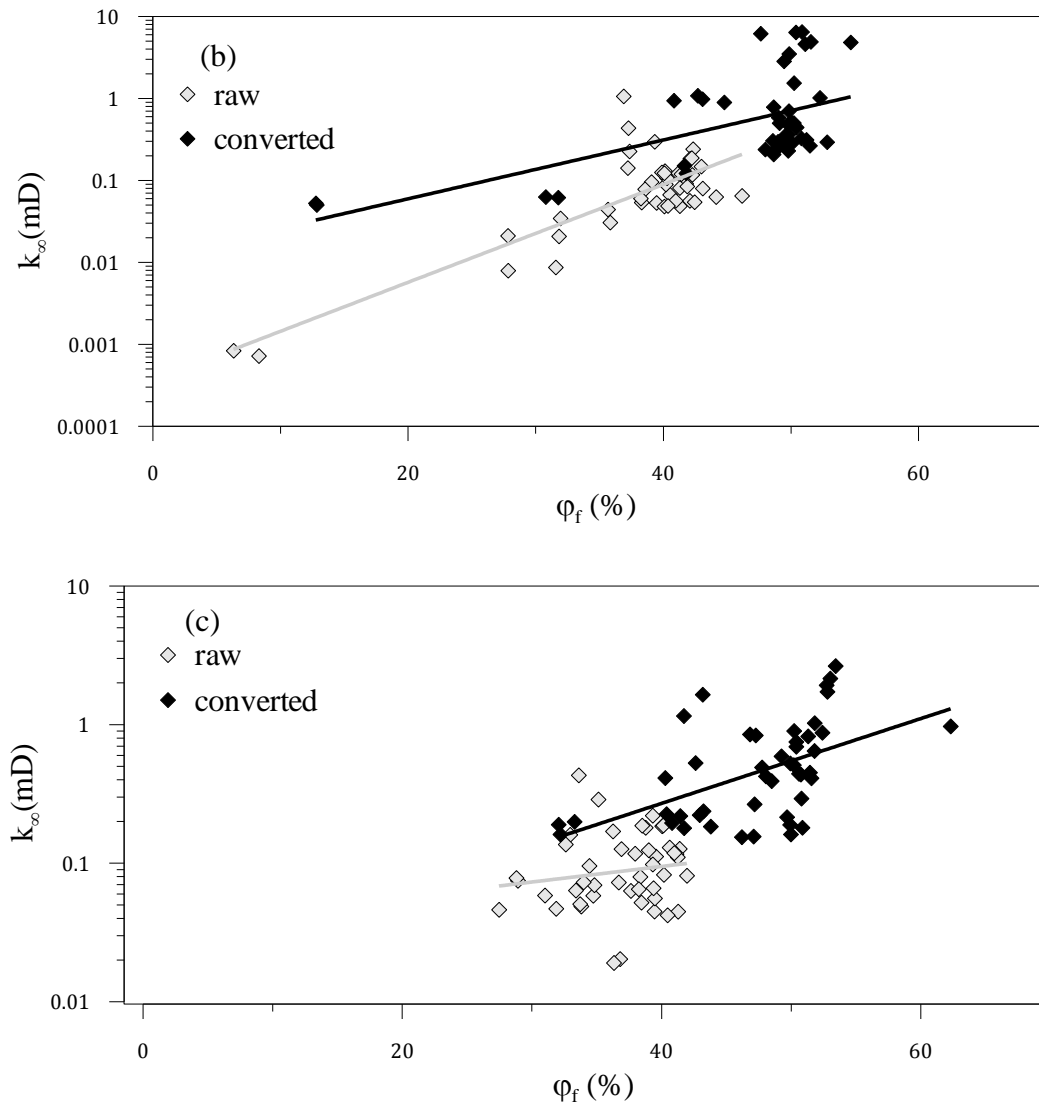 10
(b)
raw
1
converted
0.1
0.01
0.001
0.0001
k∞(mD)
0
20
40
60
φf (%)
10
(c)
raw
converted
1
0.1
0.01
k∞(mD)
0
20
40
60
φf (%)